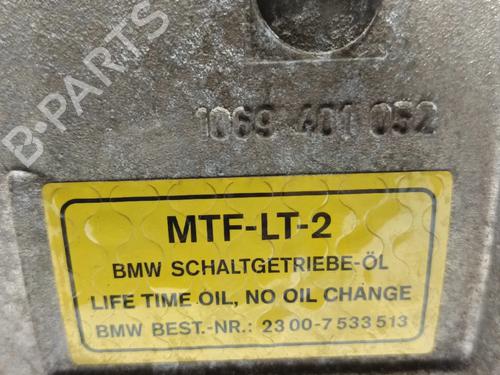 B-PARTS
1069 401 052
MTF-LT-2
BMW SCHALTGETRIEBE-ÖL
LIFE TIME OIL, NO OIL CHANGE
BMW BEST.-NR.: 23 00-7 533 513